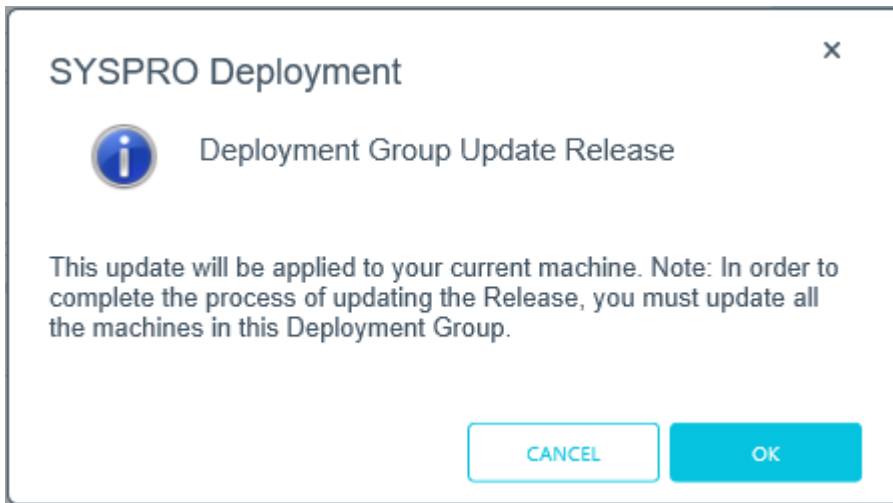 SYSPRO Deployment
Deployment Group Update Release
This update will be applied to your current machine. Note: In order to
complete the process of updating the Release, you must update all
the machines in this Deployment Group.
CANCEL
OK